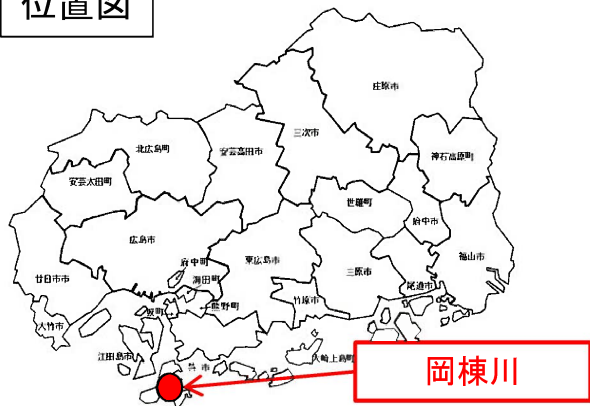 位置図
庄原市
三次市
北広島町
安芸高田市
神石高原町
安芸太田町
世羅町
府中市
広島市
福山市
府中町
東広島市
三原市
海田町
廿日市市
尾道市
竹原市
熊野町
坂町
大竹市
江田島市
大崎上島町
呉市
岡棟川